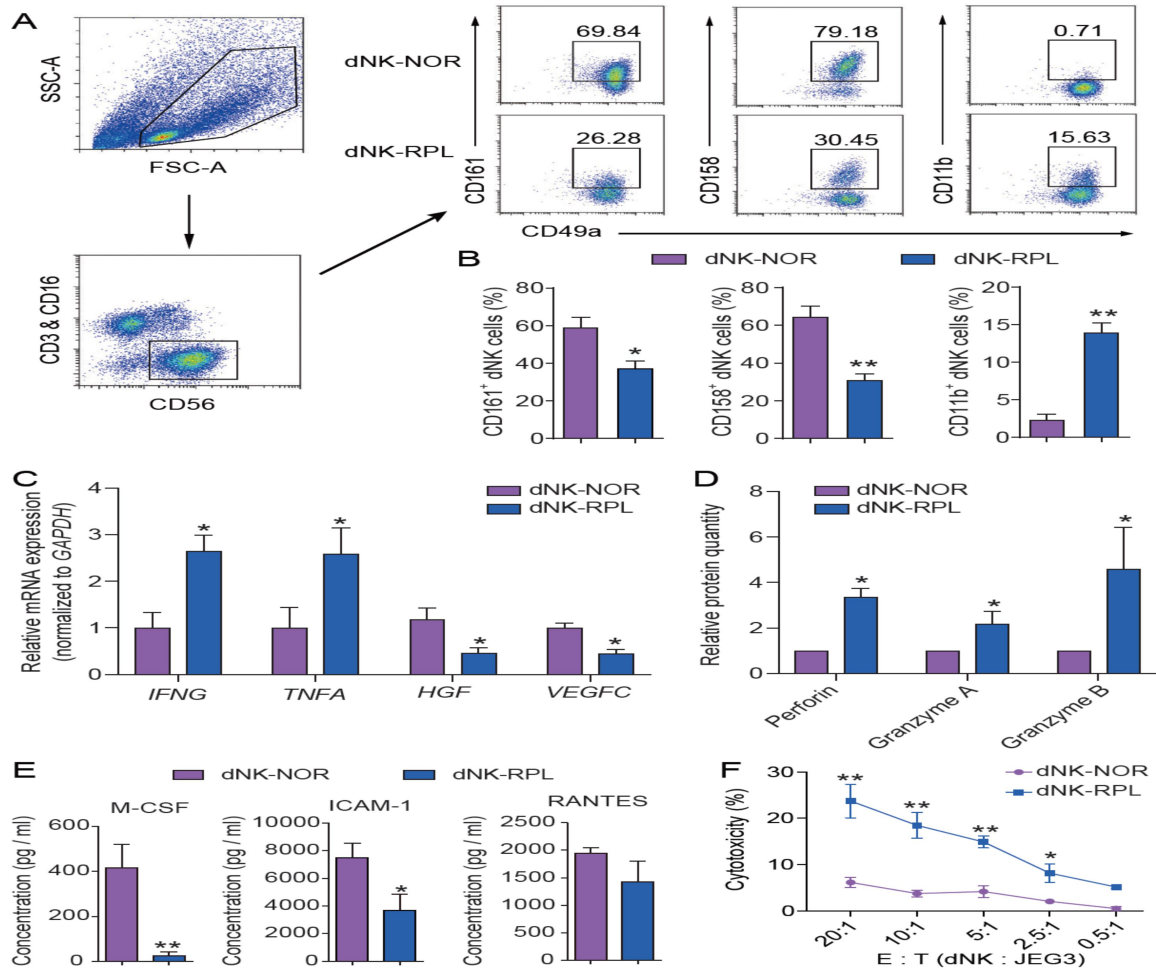 A
SSC-A
FSC-A
CD3 & CD16
CD56
dNK-NOR
dNK-RPL
69.84
79.18
0.71
26.28
30.45
15.63
CD161
CD158
CD11b
CD49a
B
dNK-NOR
dNK-RPL
CD161+ dNK cells (%)
80
60
40
20
0
*
CD158+ dNK cells (%)
80
60
40
20
0
**
CD11b+ dNK cells (%)
20
15
10
5
0
**
C
dNK-NOR
dNK-RPL
Relative mRNA expression
(normalized to GAPDH)
4
3
2
1
0
* * * *
IFNG TNFA HGF VEGFC
D
dNK-NOR
dNK-RPL
Relative protein quantity
8
6
4
2
0
* * *
Perforin
Granzyme A
Granzyme B
E
dNK-NOR
dNK-RPL
M-CSF
Concentration (pg / ml)
600
400
200
0
**
ICAM-1
Concentration (pg / ml)
10000
8000
6000
4000
2000
0
*
RANTES
Concentration (pg / ml)
2500
2000
1500
1000
500
0
F
dNK-NOR
dNK-RPL
Cytotoxicity (%)
30
20
10
0
** ** ** *
20:1 10:1 5:1 2.5:1 0.5:1
E : T (dNK : JEG3)